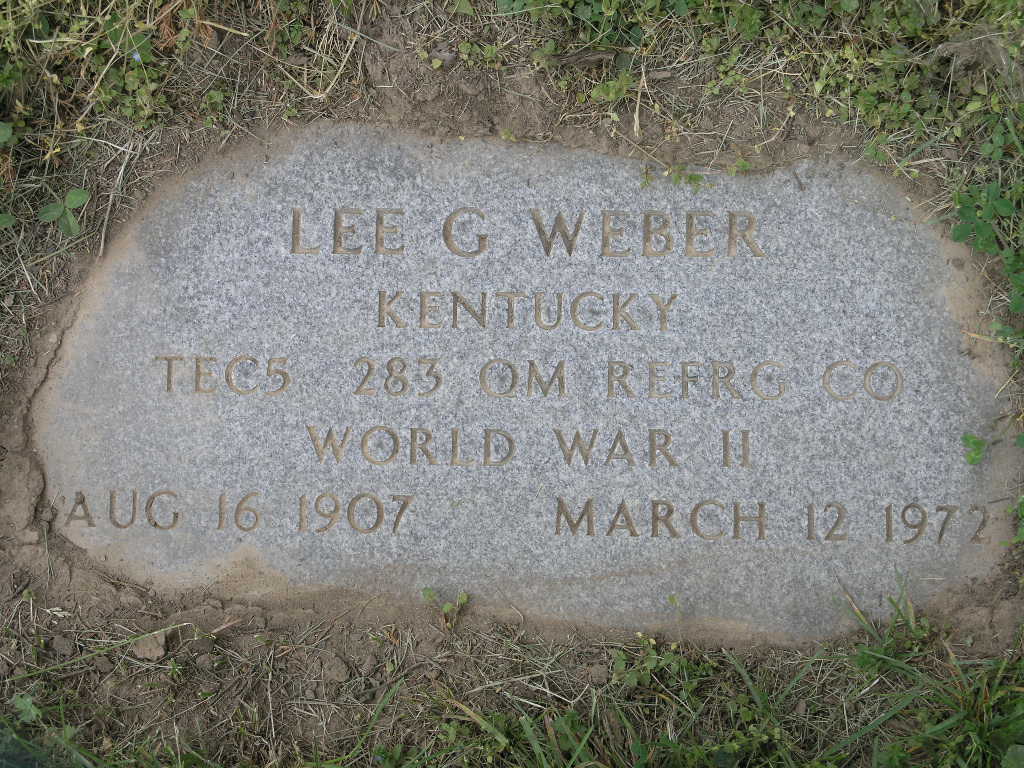 LEE G WEBER
KENTUCKY
TEC5 283 QM REFRG CO
WORLD WAR II
AUG 16 1907 MARCH 12 1972